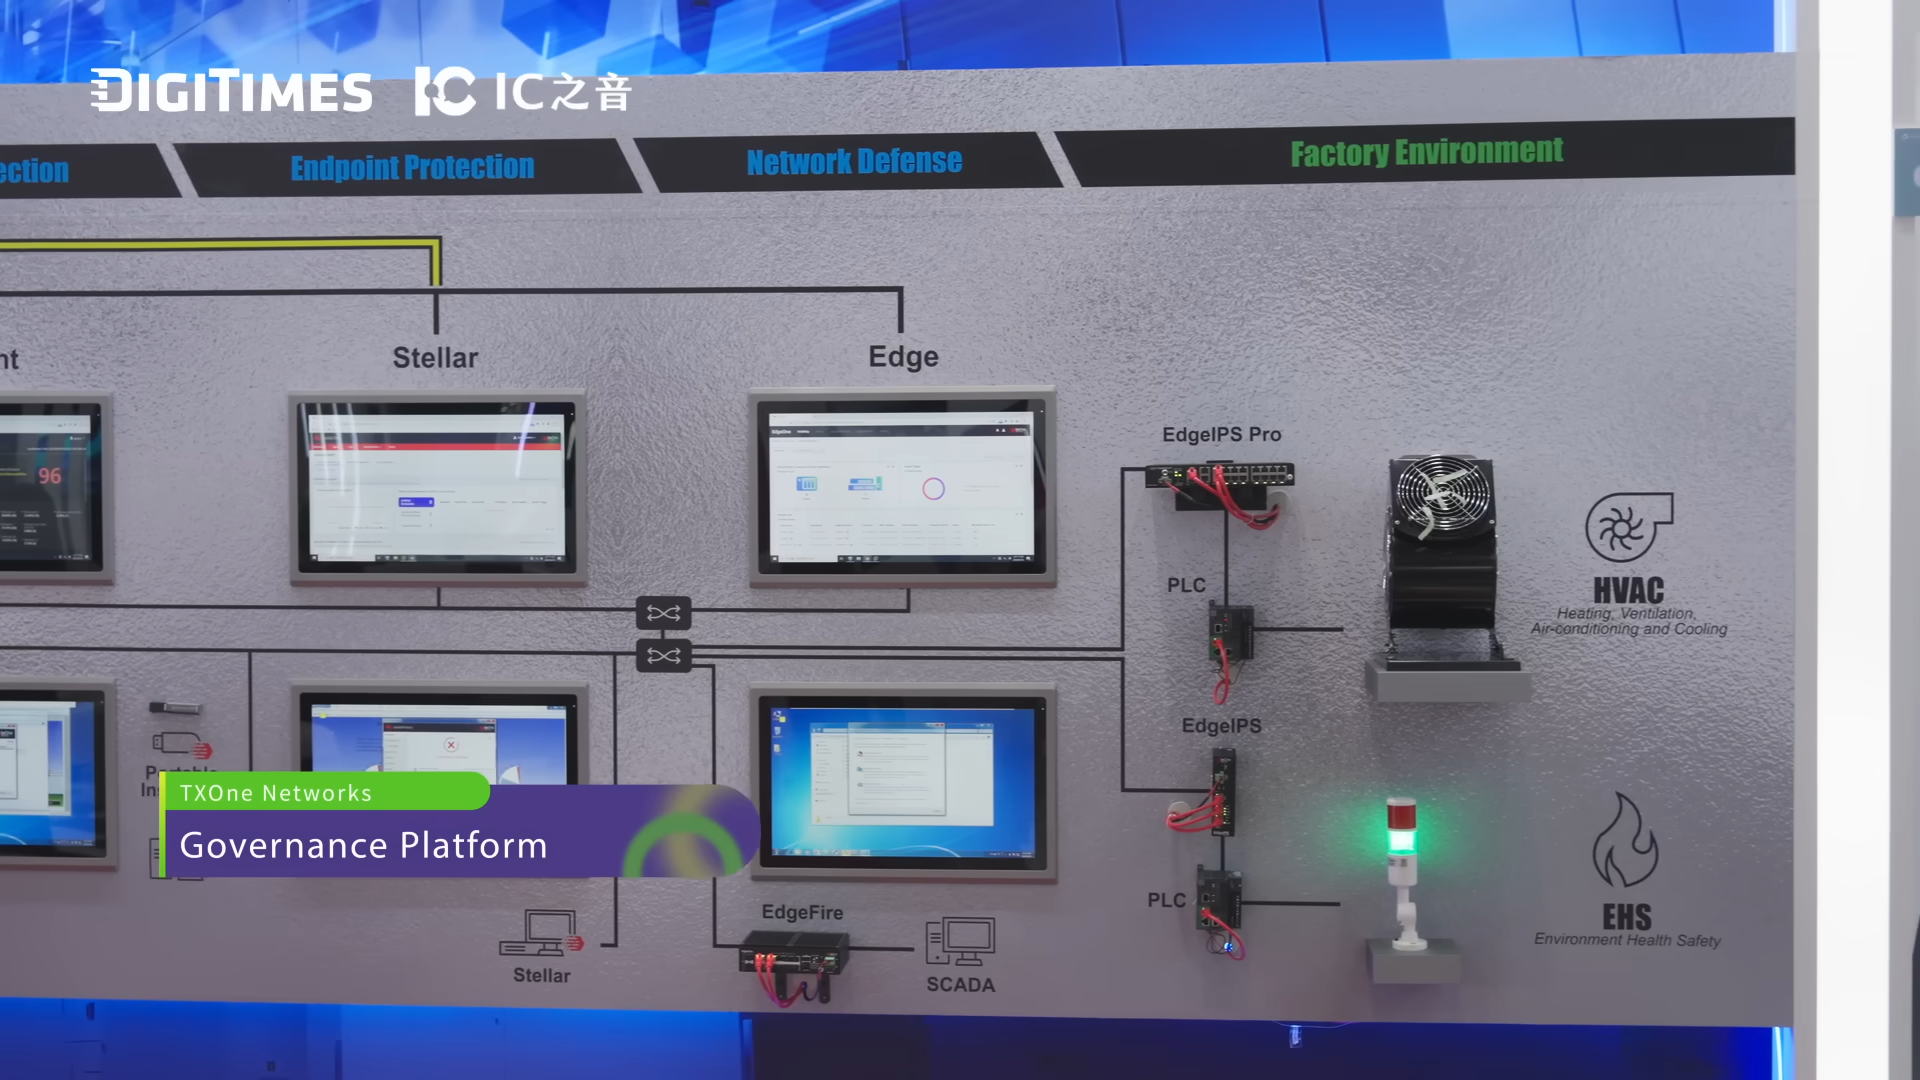 DIGITIMES IC IC之音
ection
Endpoint Protection
Network Defense
Factory Environment
nt
Stellar
Edge
96
EdgeIPS Pro
PLC
HVAC
Heating, Ventilation,
Air-conditioning and Cooling
EdgeIPS
TXOne Networks
Governance Platform
PLC
EHS
Environment Health Safety
EdgeFire
Stellar
SCADA